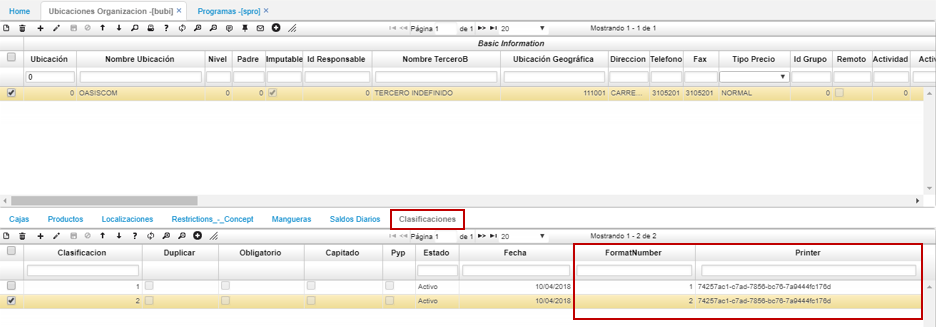 Home Ubicaciones Organizacion -[bubi] × Programas -[spro] ×
Página 1 de 1 20 Mostrando 1 - 1 de 1
Basic Information
Ubicación Nombre Ubicación Nivel Padre Imputable Id Responsable Nombre TerceroB Ubicación Geográfica Direccion Telefono Fax Tipo Precio Id Grupo Remoto Actividad Activ
0
0 OASISCOM 0 0 0 TERCERO INDEFINIDO 111001 CARRE... 3105201 3105201 NORMAL 0 0
Cajas Productos Localizaciones Restrictions_-_Concept Mangueras Saldos Diarios Clasificaciones
Página 1 de 1 20 Mostrando 1 - 2 de 2
Clasificacion Duplicar Obligatorio Capitado Pyp Estado Fecha FormatNumber Printer
1 Activo 10/04/2018 1 74257ac1-c7ad-7856-bc76-7a9444fc176d
2 Activo 10/04/2018 2 74257ac1-c7ad-7856-bc76-7a9444fc176d